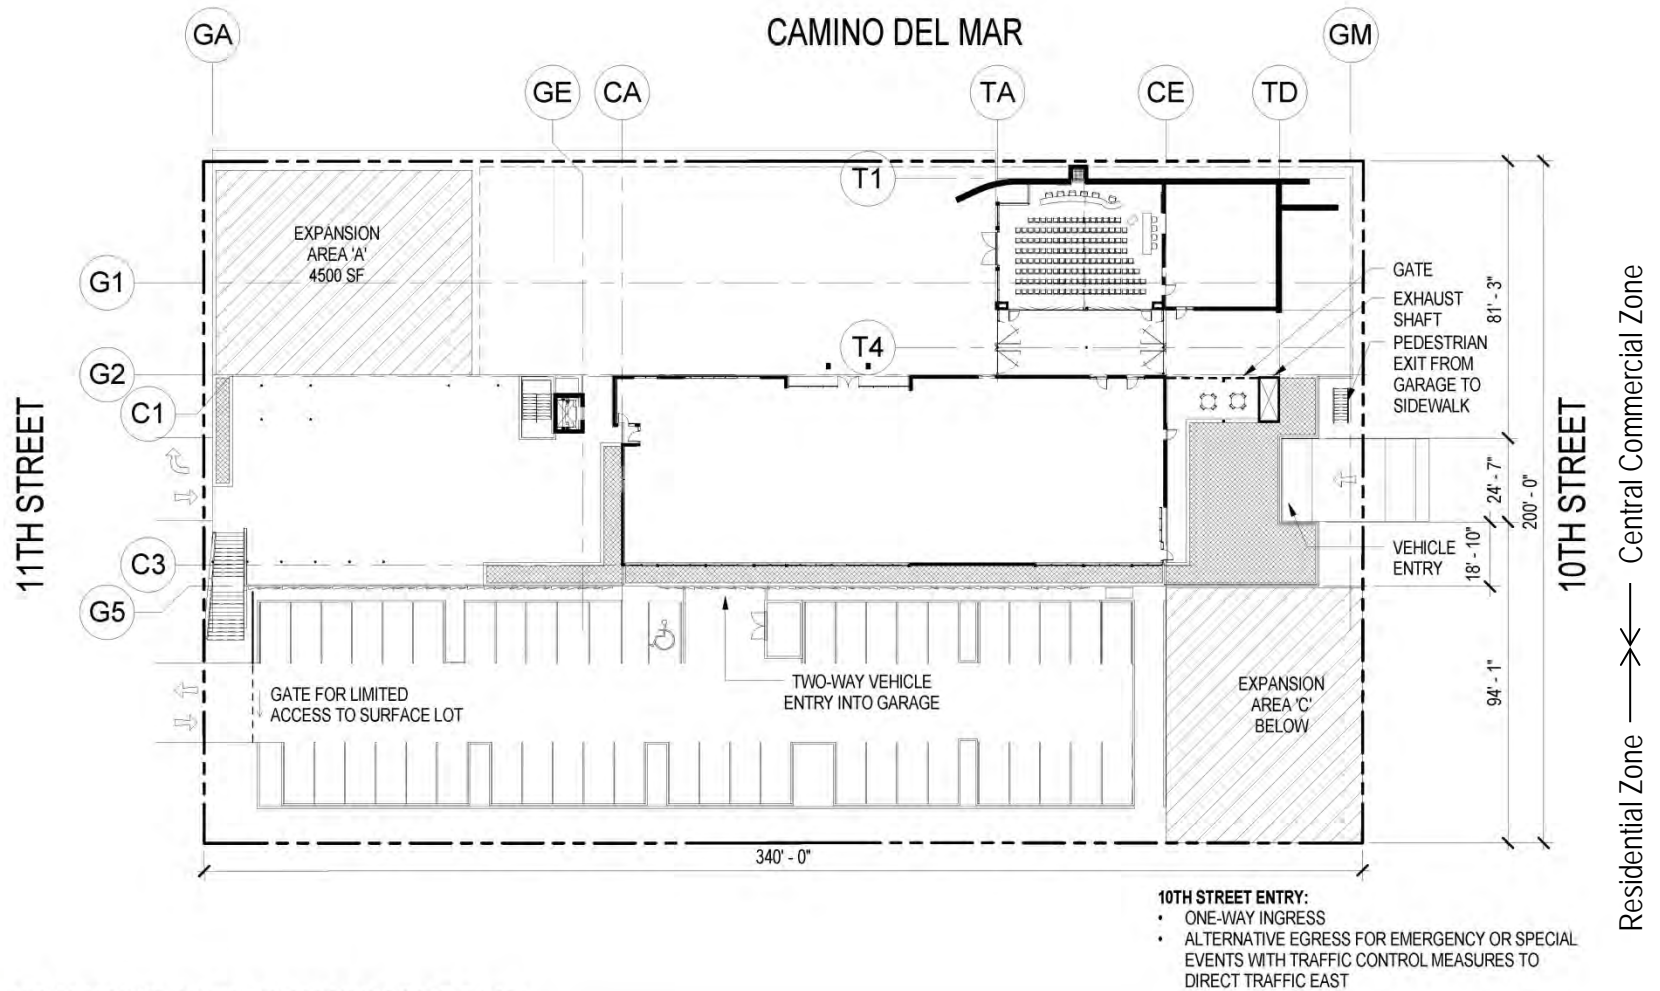 CAMINO DEL MAR
GA
GE
CA
TA
CE
TD
GM
T1
EXPANSION
AREA 'A'
4500 SF
G1
GATE
EXHAUST
SHAFT
PEDESTRIAN
EXIT FROM
GARAGE TO
SIDEWALK
81' - 3"
T4
G2
C1
11TH STREET
10TH STREET
24' - 7"
200' - 0"
Central Commercial Zone
C3
VEHICLE
ENTRY
18' - 10"
G5
GATE FOR LIMITED
ACCESS TO SURFACE LOT
TWO-WAY VEHICLE
ENTRY INTO GARAGE
EXPANSION
AREA 'C'
BELOW
94' - 1"
Residential Zone
340' - 0"
10TH STREET ENTRY:
• ONE-WAY INGRESS
• ALTERNATIVE EGRESS FOR EMERGENCY OR SPECIAL
EVENTS WITH TRAFFIC CONTROL MEASURES TO
DIRECT TRAFFIC EAST